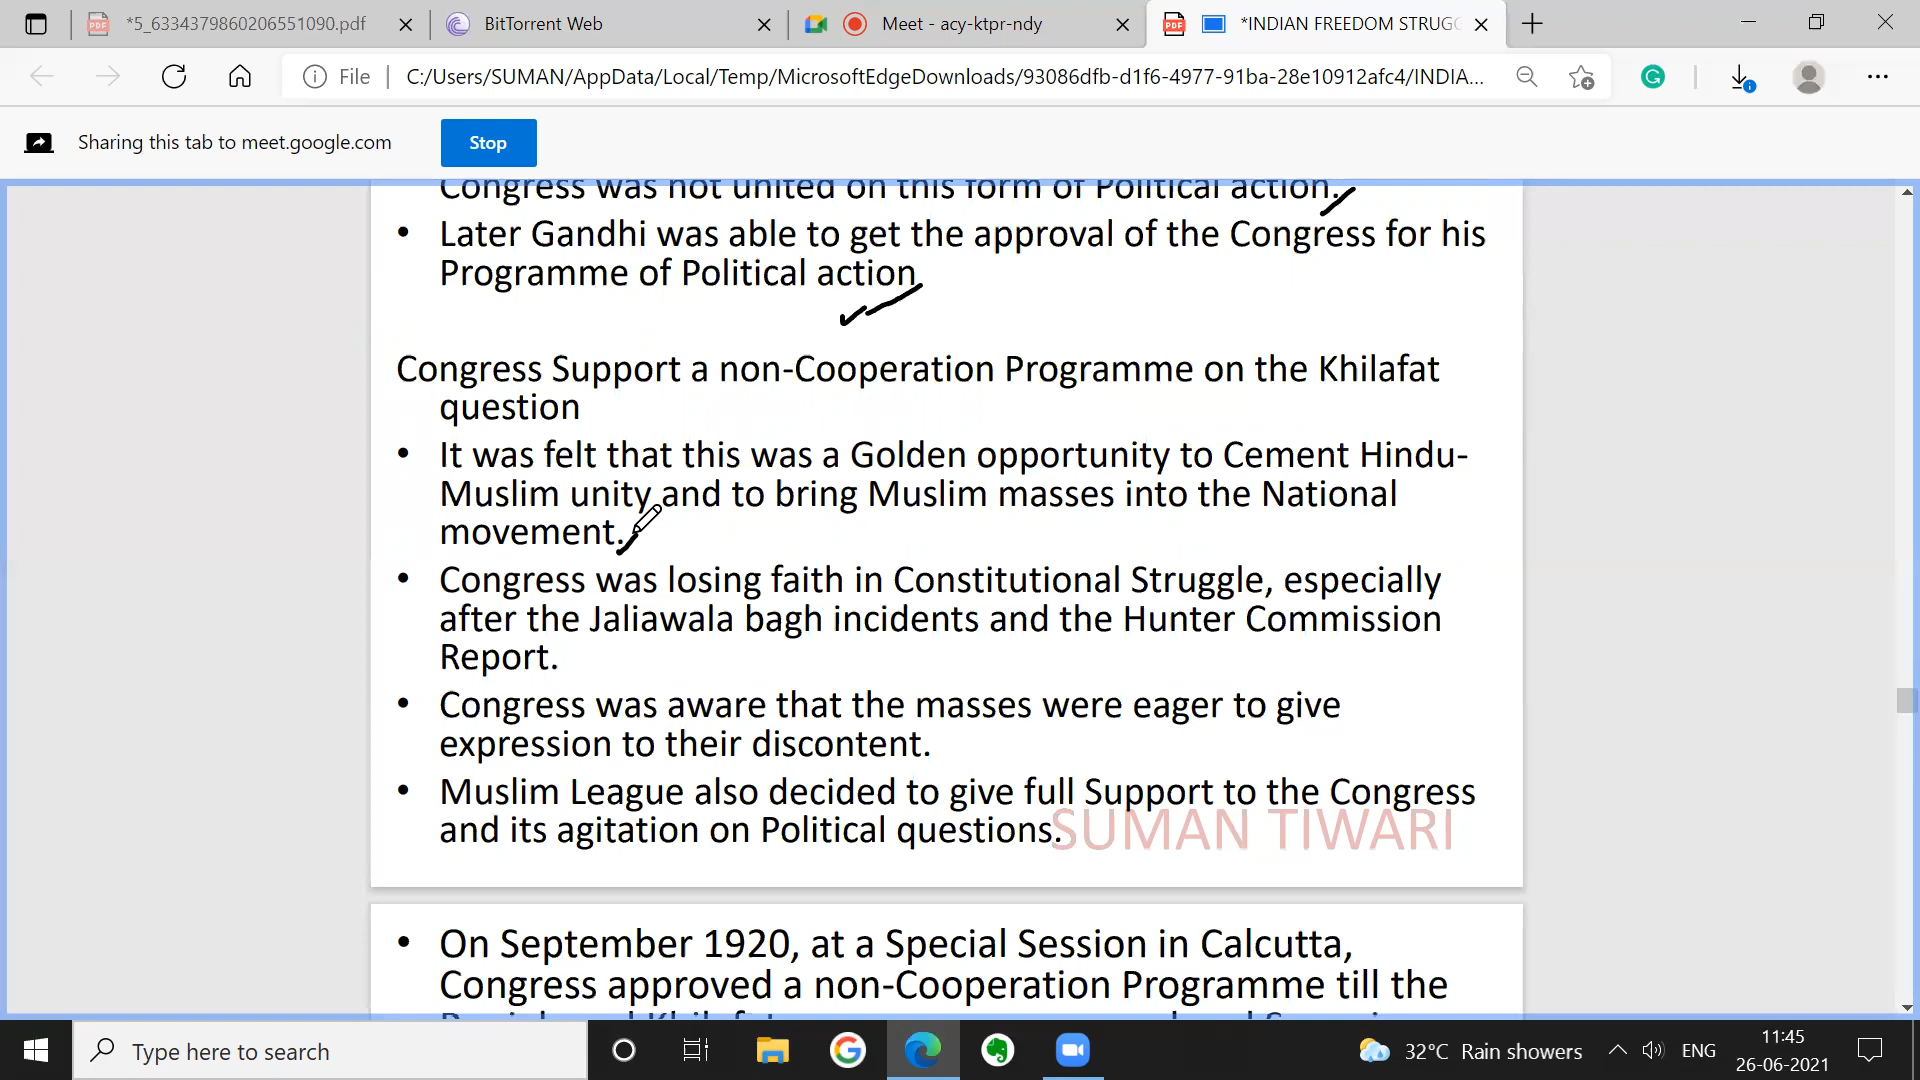 *5_6334379860206551090.pdf
BitTorrent Web
Meet - acy-ktpr-ndy
*INDIAN FREEDOM STRUGG
File
C:/Users/SUMAN/AppData/Local/Temp/MicrosoftEdgeDownloads/93086dfb-d1f6-4977-91ba-28e10912afc4/INDIA...
Sharing this tab to meet.google.com
Stop
Congress was not united on this form of Political action.
• Later Gandhi was able to get the approval of the Congress for his
Programme of Political action
Congress Support a non-Cooperation Programme on the Khilafat
question
• It was felt that this was a Golden opportunity to Cement Hindu-
Muslim unity and to bring Muslim masses into the National
movement.
• Congress was losing faith in Constitutional Struggle, especially
after the Jaliawala bagh incidents and the Hunter Commission
Report.
• Congress was aware that the masses were eager to give
expression to their discontent.
• Muslim League also decided to give full Support to the Congress
and its agitation on Political questions.
SUMAN TIWARI
• On September 1920, at a Special Session in Calcutta,
Congress approved a non-Cooperation Programme till the
Type here to search
32°C Rain showers
ENG
11:45
26-06-2021